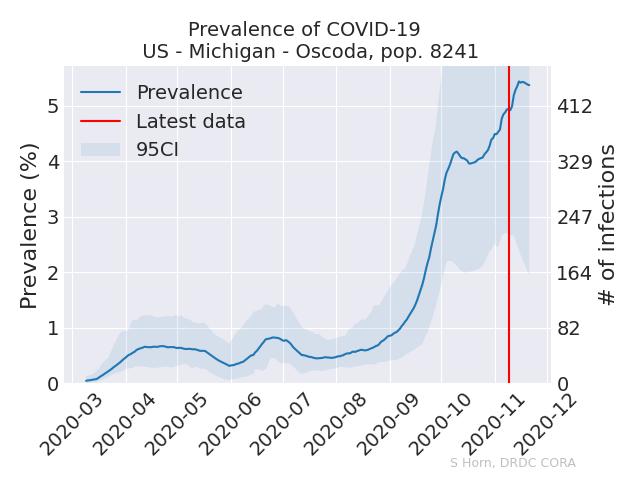 Prevalence of COVID-19
US - Michigan - Oscoda, pop. 8241
Prevalence
Latest data
95CI
Prevalence (%)
5
4
3
2
1
0
412
329
247
164
82
0
# of infections
2020-03
2020-04
2020-05
2020-06
2020-07
2020-08
2020-09
2020-10
2020-11
2020-12
S Horn, DRDC CORA